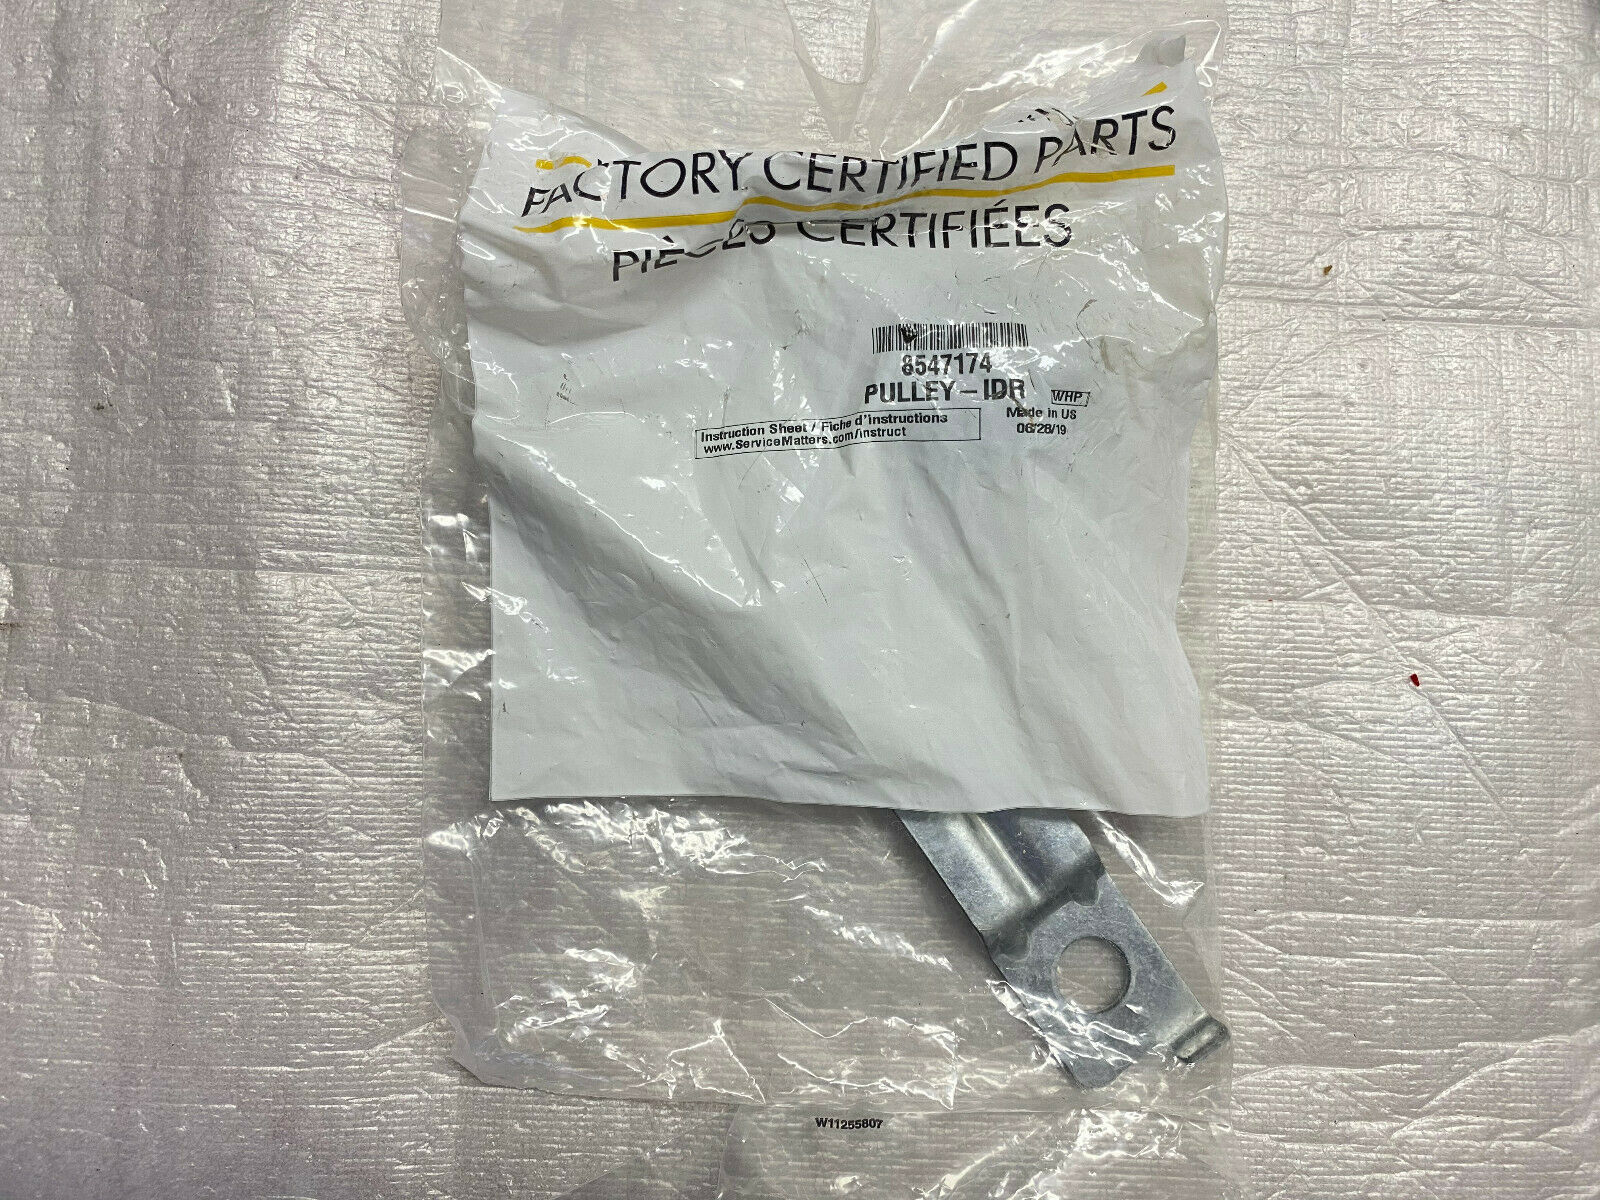 FACTORY CERTIFIED PARTS
PIÈCES CERTIFIÉES
8547174
PULLEY-IDR
WHP
Instruction Sheet / Fiche d'instructions
www.ServiceMatters.com/instruct
Made in US
06/28/19
W11255807